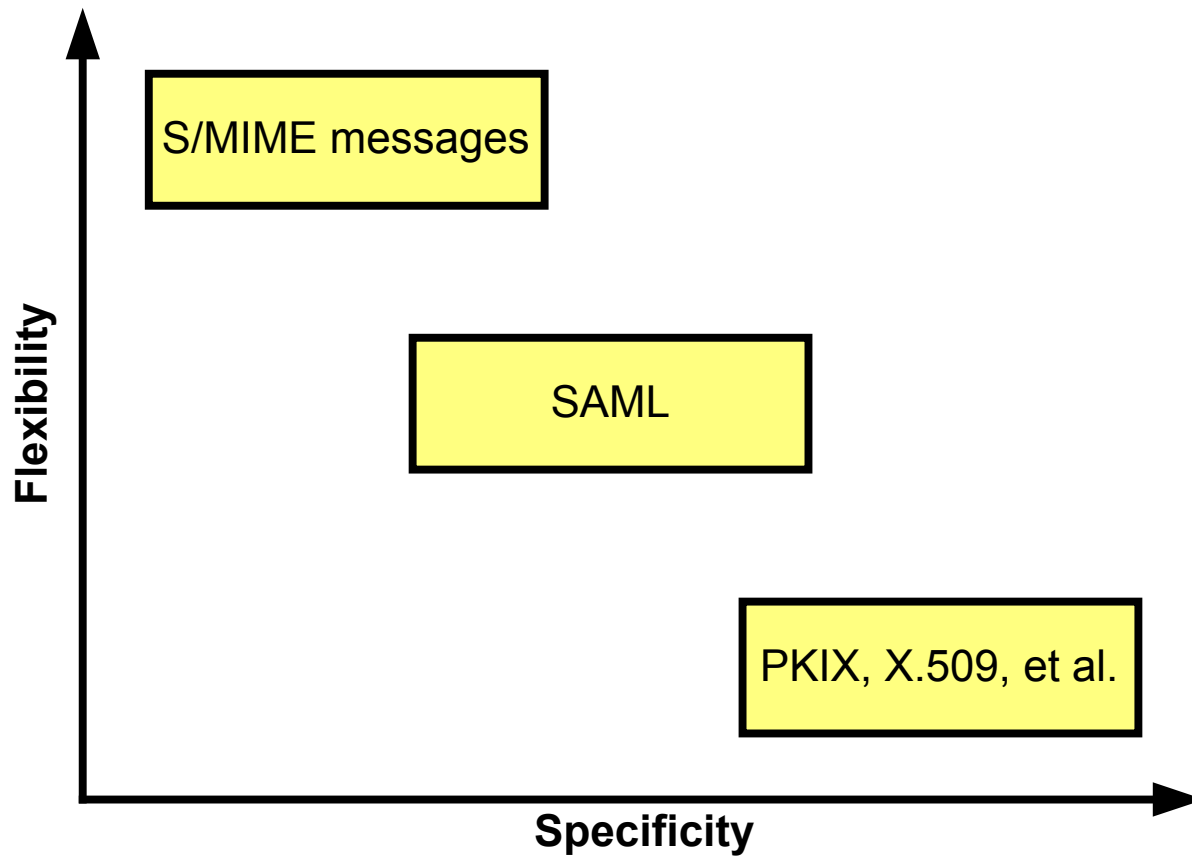 S/MIME messages
Flexibility
SAML
PKIX, X.509, et al.
Specificity